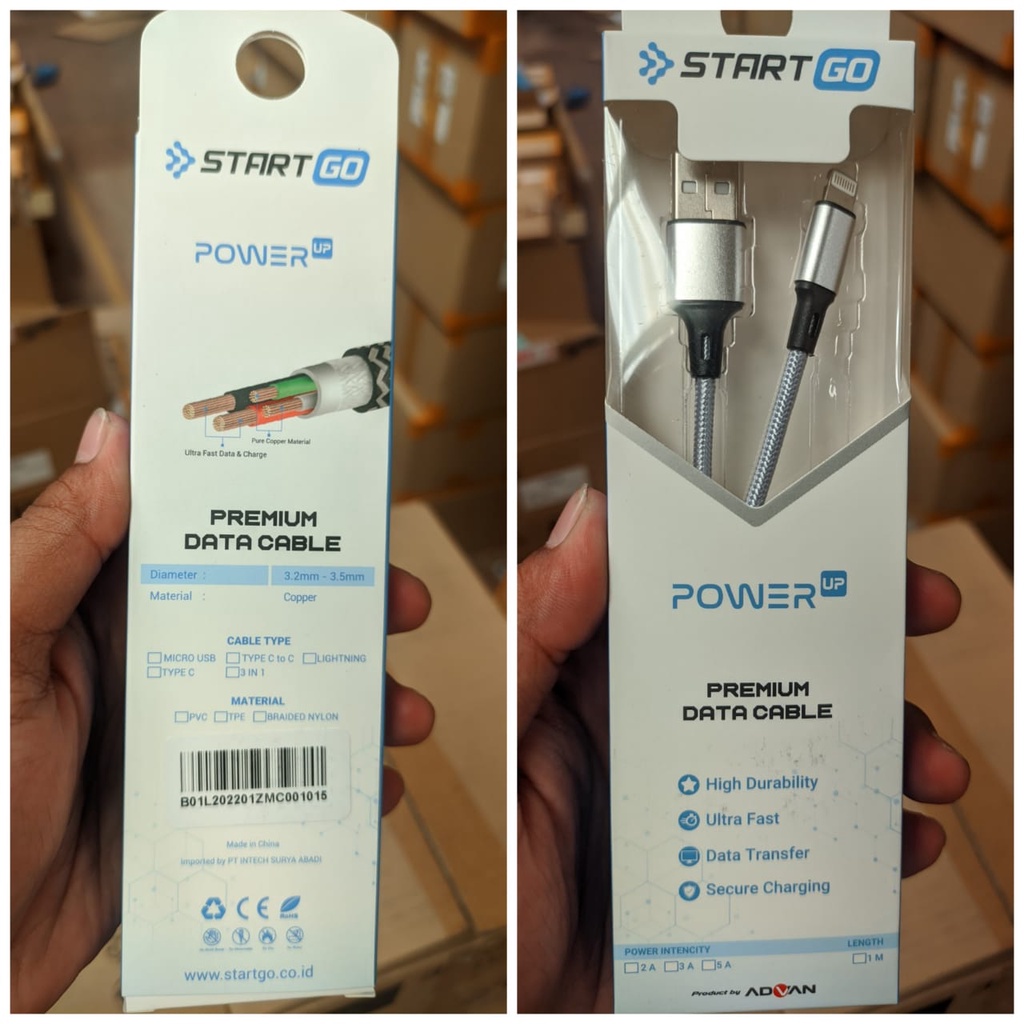 START GO
POWER UP
Ultra Fast Data & Charge
Pure Copper Material
PREMIUM
DATA CABLE
Diameter : 3.2mm - 3.5mm
Material : Copper
CABLE TYPE
MICRO USB TYPE C to C LIGHTNING
TYPE C 3 IN 1
MATERIAL
PVC TPE BRAIDED NYLON
B01L202201ZMC001015
Made in China
Imported by PT INTECH SURYA ABADI
CE RoHS
www.startgo.co.id
START GO
POWER UP
PREMIUM
DATA CABLE
High Durability
Ultra Fast
Data Transfer
Secure Charging
POWER INTENCITY LENGTH
2 A 3 A 5 A 1 M
Product by ADVAN